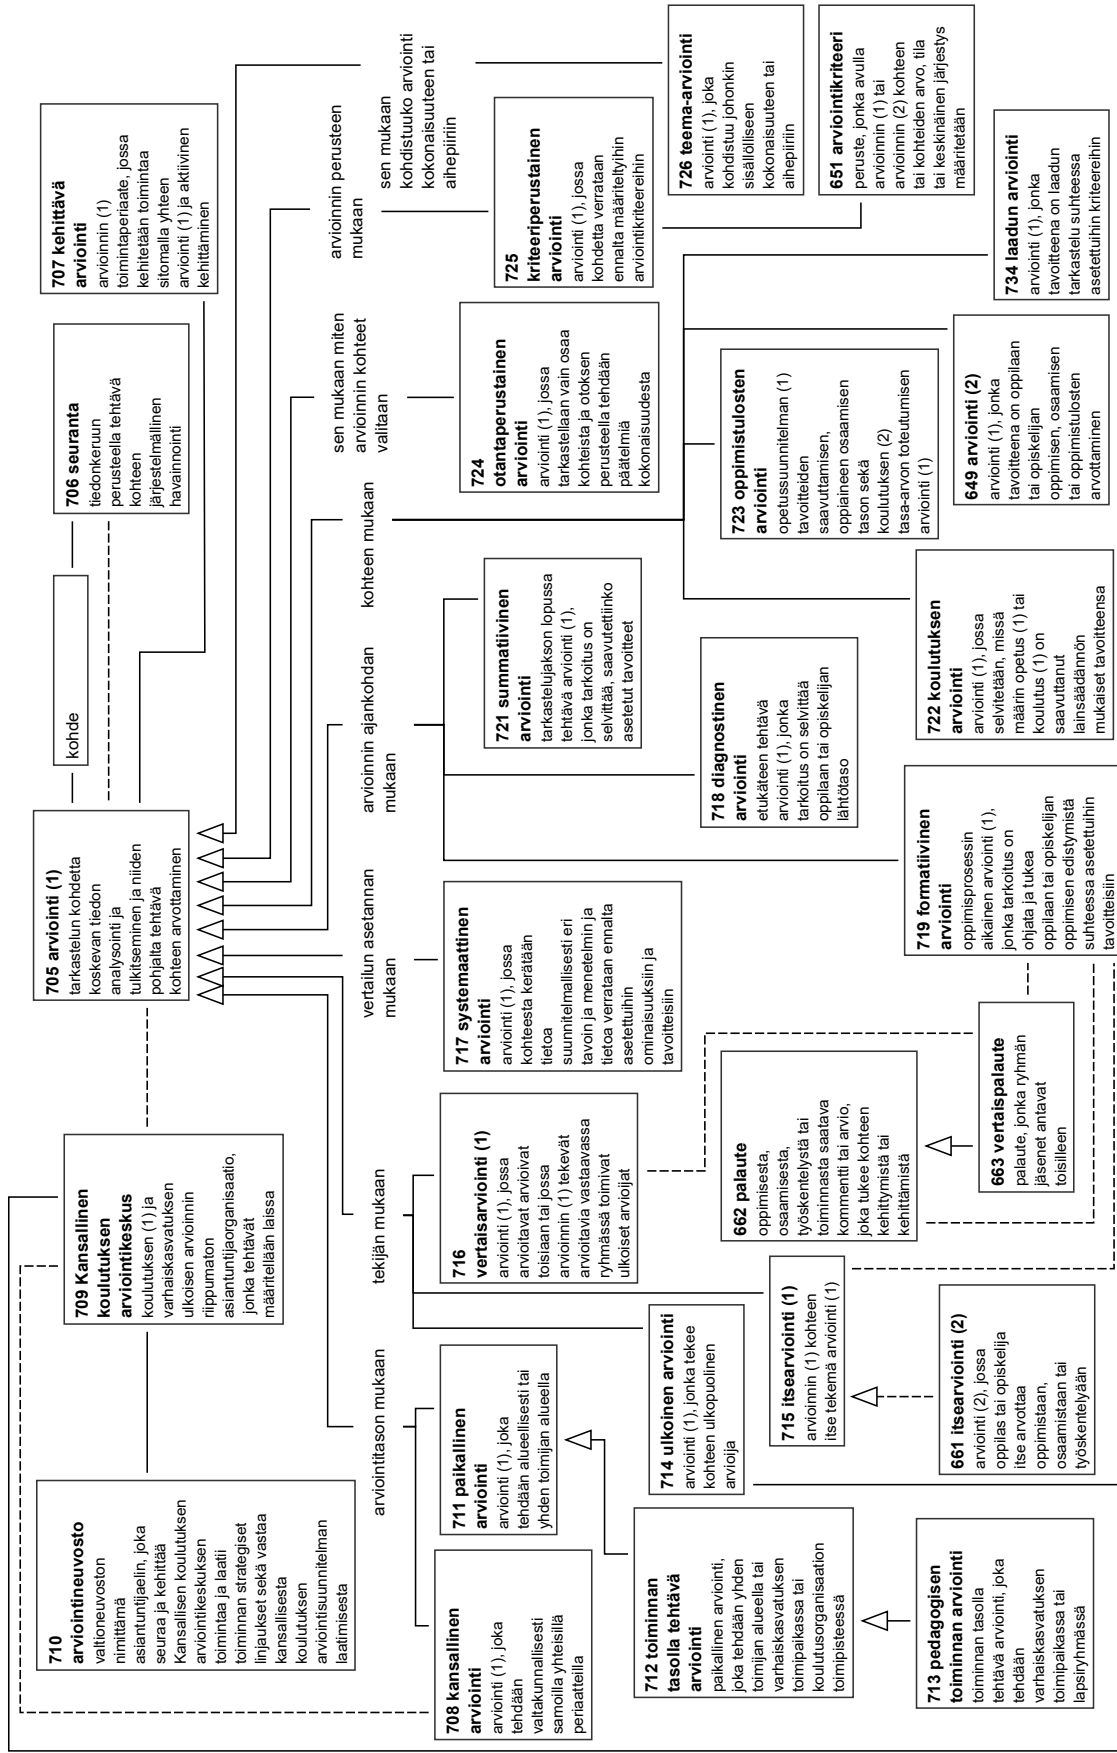 710
arviointineuvosto
valtioneuvoston
nimittämä
asiantuntijaelin, joka
seuraa ja kehittää
Kansallisen koulutuksen
arviointikeskuksen
toimintaa ja laatii
toiminnan strategiset
linjaukset sekä vastaa
kansallisesta
koulutuksen
arviointisuunnitelman
laatimisesta
709 Kansallinen
koulutuksen
arviointikeskus
koulutuksen (1) ja
varhaiskasvatuksen
ulkoisen arvioinnin
riippumaton
asiantuntijaorganisaatio,
jonka tehtävät
määritellään laissa
705 arviointi (1)
tarkastelun kohdetta
koskevan tiedon
analysointi ja
tulkitseminen ja niiden
pohjalta tehtävä
kohteen arvottaminen
kohde
706 seuranta
tiedonkeruun
perusteella tehtävä
kohteen
järjestelmällinen
havainnointi
707 kehittävä
arviointi
arvioinnin (1)
toimintaperiaate, jossa
kehitetään toimintaa
sitomalla yhteen
arviointi (1) ja aktiivinen
kehittäminen
arviointitason mukaan
tekijän mukaan
vertailun asetannan
mukaan
arvioinnin ajankohdan
mukaan
kohteen mukaan
sen mukaan miten
arvioinnin kohteet
valitaan
arvioinnin perusteen
mukaan
sen mukaan
kohdistuuko arviointi
kokonaisuuteen tai
aihepiiriin
708 kansallinen
arviointi
arviointi (1), joka
tehdään
valtakunnallisesti
samoilla yhteisillä
periaatteilla
711 paikallinen
arviointi
arviointi (1), joka
tehdään alueellisesti tai
yhden toimijan alueella
716
vertaisarviointi (1)
arviointi (1), jossa
arvioitavat arvioivat
toisiaan tai jossa
arvioinnin (1) tekevät
arvioitavia vastaavassa
ryhmässä toimivat
ulkoiset arvioijat
717 systemaattinen
arviointi
arviointi (1), jossa
kohteesta kerätään
tietoa
suunnitelmallisesti eri
tavoin ja menetelmin ja
tietoa verrataan ennalta
asetettuihin
ominaisuuksiin ja
tavoitteisiin
721 summatiivinen
arviointi
tarkastelujakson lopussa
tehtävä arviointi (1),
jonka tarkoitus on
selvittää, saavutettiinko
asetetut tavoitteet
724
otantaperustainen
arviointi
arviointi (1), jossa
tarkastellaan vain osaa
kohteista ja otoksen
perusteella tehdään
päätelmiä
kokonaisuudesta
725
kriteeriperustainen
arviointi
arviointi (1), jossa
kohdetta verrataan
ennalta määriteltyihin
arviointikriteereihin
726 teema-arviointi
arviointi (1), joka
kohdistuu johonkin
sisällölliseen
kokonaisuuteen tai
aihepiiriin
712 toiminnan
tasolla tehtävä
arviointi
paikallinen arviointi,
joka tehdään yhden
toimijan alueella tai
varhaiskasvatuksen
toimipaikassa tai
koulutusorganisaation
toimipisteessä
714 ulkoinen arviointi
arviointi (1), jonka tekee
kohteen ulkopuolinen
arvioija
715 itsearviointi (1)
arvioinnin (1) kohteen
itse tekemä arviointi (1)
662 palaute
oppimisesta,
osaamisesta,
työskentelystä tai
toiminnasta saatava
kommentti tai arvio,
joka tukee kohteen
kehittymistä tai
kehittämistä
718 diagnostinen
arviointi
etukäteen tehtävä
arviointi (1), jonka
tarkoitus on selvittää
oppilaan tai opiskelijan
lähtötaso
723 oppimistulosten
arviointi
opetussuunnitelman (1)
tavoitteiden
saavuttamisen,
oppiaineen osaamisen
tason sekä
koulutuksen (2)
tasa-arvon toteutumisen
arviointi (1)
651 arviointikriteeri
peruste, jonka avulla
arvioinnin (1) tai
arvioinnin (2) kohteen
tai kohteiden arvo, tila
tai keskinäinen järjestys
määritetään
713 pedagogisen
toiminnan arviointi
toiminnan tasolla
tehtävä arviointi, joka
tehdään
varhaiskasvatuksen
toimipaikassa tai
lapsiryhmässä
661 itsearviointi (2)
arviointi (2), jossa
oppilas tai opiskelija
itse arvottaa
oppimistaan,
osaamistaan tai
työskentelyään
663 vertaispalaute
palaute, jonka ryhmän
jäsenet antavat
toisilleen
719 formatiivinen
arviointi
oppimisprosessin
aikainen arviointi (1),
jonka tarkoitus on
ohjata ja tukea
oppilaan tai opiskelijan
oppimisen edistymistä
suhteessa asetettuihin
tavoitteisiin
722 koulutuksen
arviointi
arviointi (1), jossa
selvitetään, missä
määrin opetus (1) tai
koulutus (1) on
saavuttanut
lainsäädännön
mukaiset tavoitteensa
649 arviointi (2)
arviointi (1), jonka
tavoitteena on oppilaan
tai opiskelijan
oppimisen, osaamisen
tai oppimistulosten
arvottaminen
734 laadun arviointi
arviointi (1), jonka
tavoitteena on laadun
tarkastelu suhteessa
asetettuihin kriteereihin